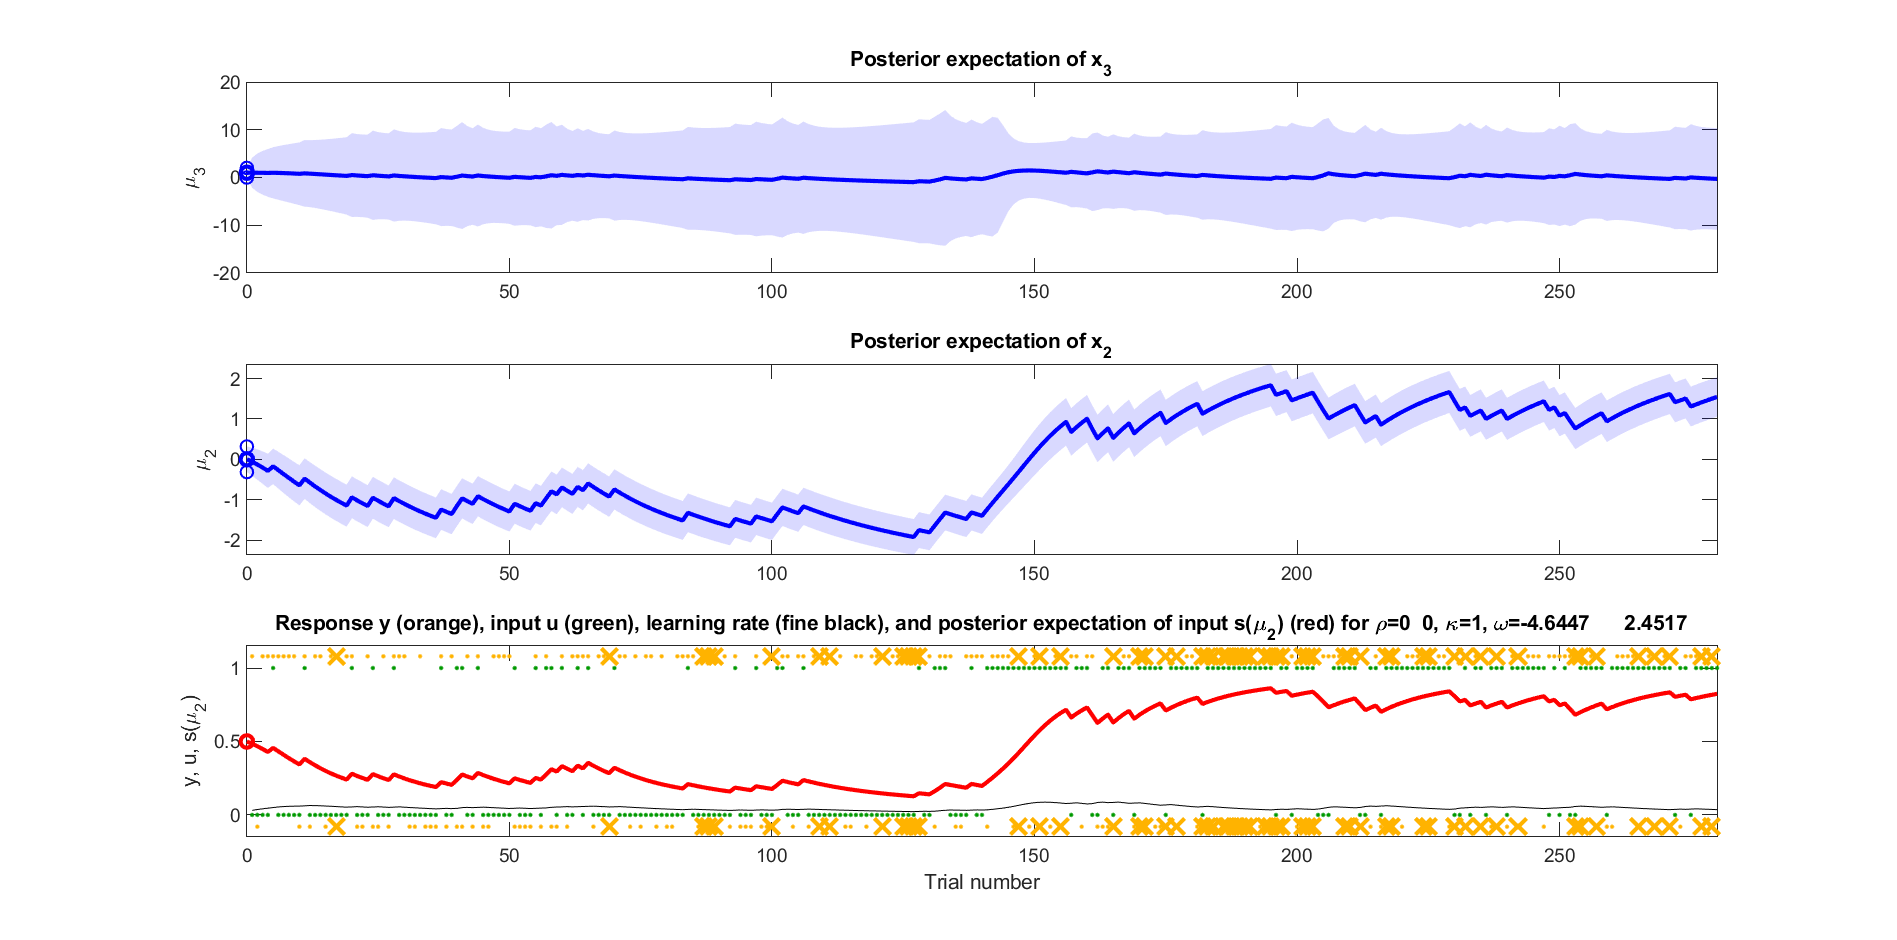 Posterior expectation of x₃
20
10
0
-10
-20
μ₃
0 50 100 150 200 250
Posterior expectation of x₂
2
1
0
-1
-2
μ₂
0 50 100 150 200 250
Response y (orange), input u (green), learning rate (fine black), and posterior expectation of input s(μ₂) (red) for ρ=0 0, κ=1, ω=-4.6447 2.4517
1
0.5
0
y, u, s(μ₂)
0 50 100 150 200 250
Trial number